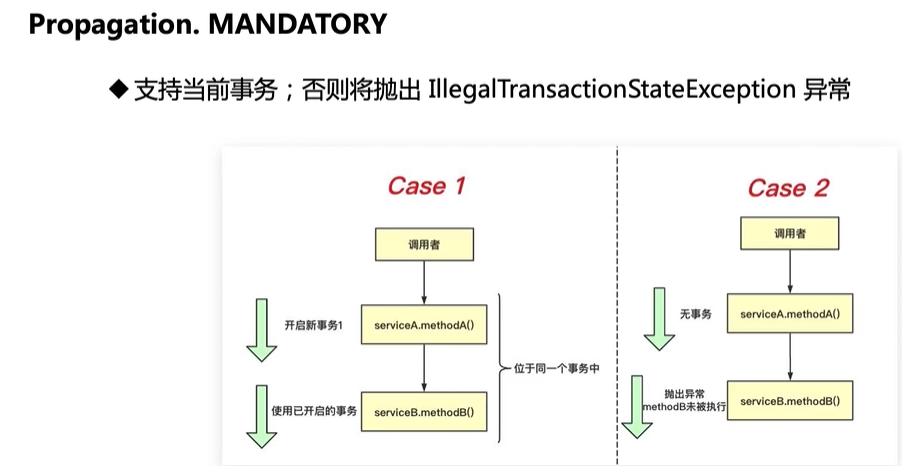 Propagation. MANDATORY
◆支持当前事务；否则将抛出 IllegalTransactionStateException 异常
Case 1
调用者
开启新事务1
serviceA.methodA()
位于同一个事务中
使用已开启的事务
serviceB.methodB()
Case 2
调用者
无事务
serviceA.methodA()
抛出异常
methodB未被执行
serviceB.methodB()